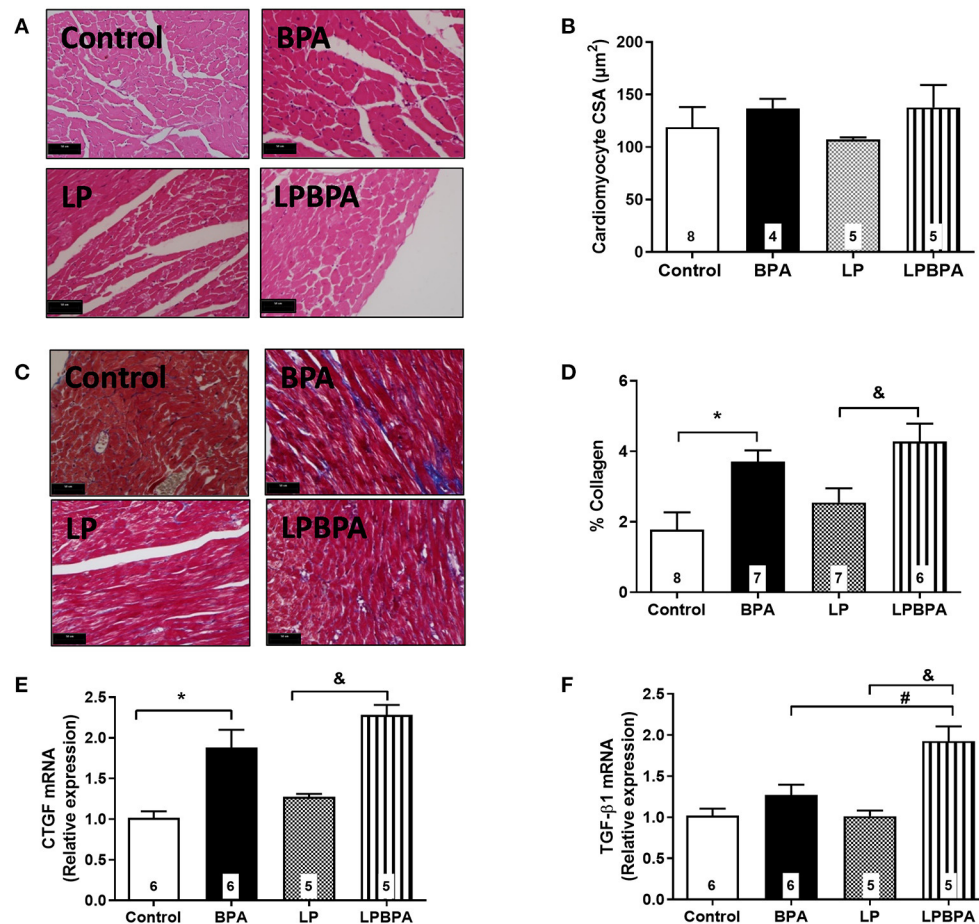 A
Control
BPA
LP
LPBPA
B
Cardiomyocyte CSA (µm²)
200
150
100
50
0
8
4
5
5
Control
BPA
LP
LPBPA
C
Control
BPA
LP
LPBPA
D
% Collagen
6
4
2
0
*
&
8
7
7
6
Control
BPA
LP
LPBPA
E
CTGF mRNA
(Relative expression)
2.5
2.0
1.5
1.0
0.5
0.0
*
&
6
6
5
5
Control
BPA
LP
LPBPA
F
TGF-β1 mRNA
(Relative expression)
2.5
2.0
1.5
1.0
0.5
0.0
&
#
6
6
5
5
Control
BPA
LP
LPBPA